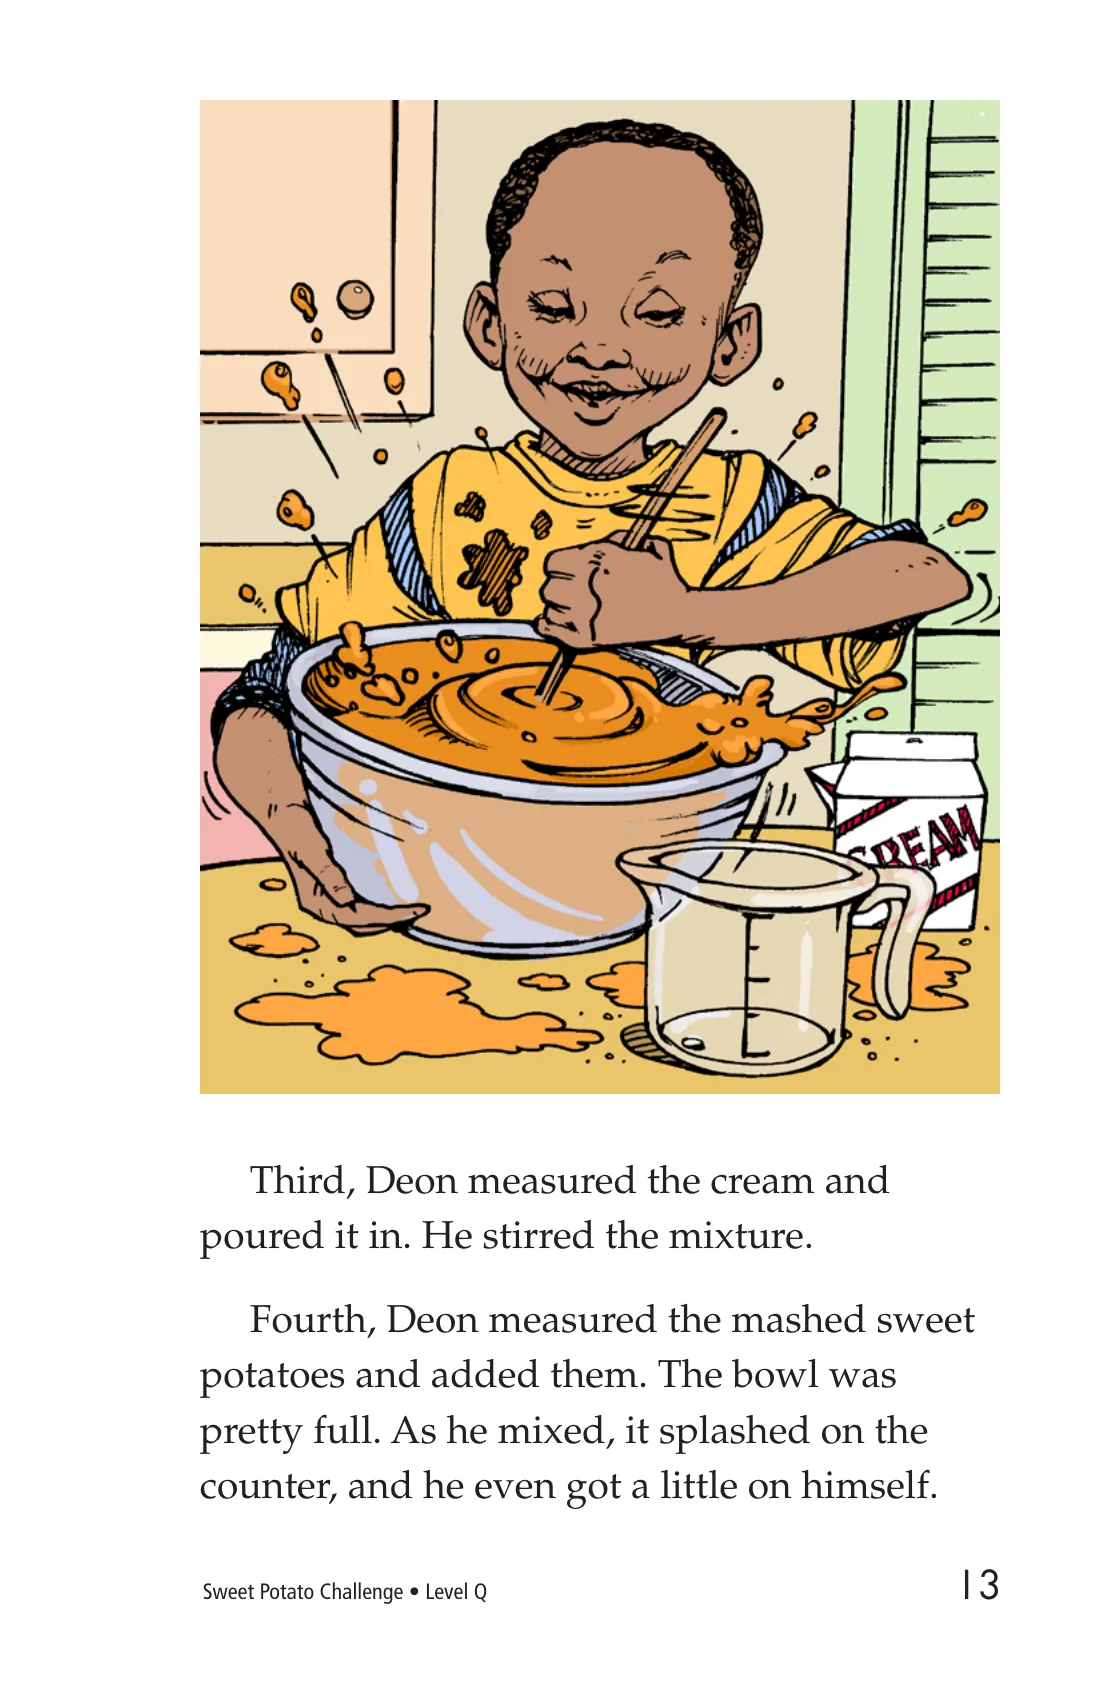 CREAM
Third, Deon measured the cream and
poured it in. He stirred the mixture.
Fourth, Deon measured the mashed sweet
potatoes and added them. The bowl was
pretty full. As he mixed, it splashed on the
counter, and he even got a little on himself.
Sweet Potato Challenge • Level Q
13